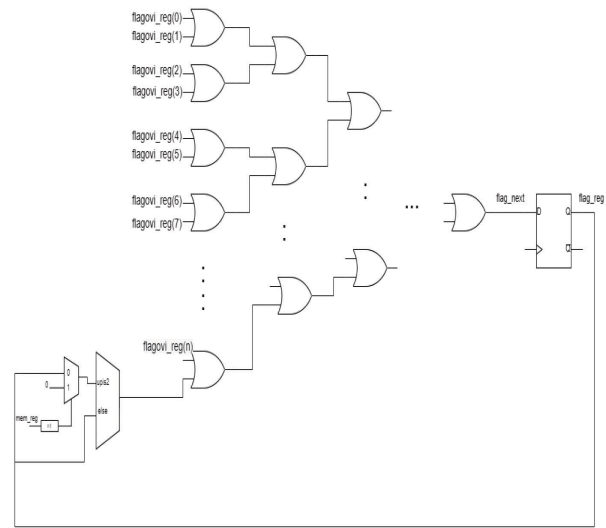 flagovi_reg(0)
flagovi_reg(1)
flagovi_reg(2)
flagovi_reg(3)
flagovi_reg(4)
flagovi_reg(5)
flagovi_reg(6)
flagovi_reg(7)
...
flag_next
flag_reg
D
Q
Q
flagovi_reg(n)
0
upis2
0
1
else
mem_reg